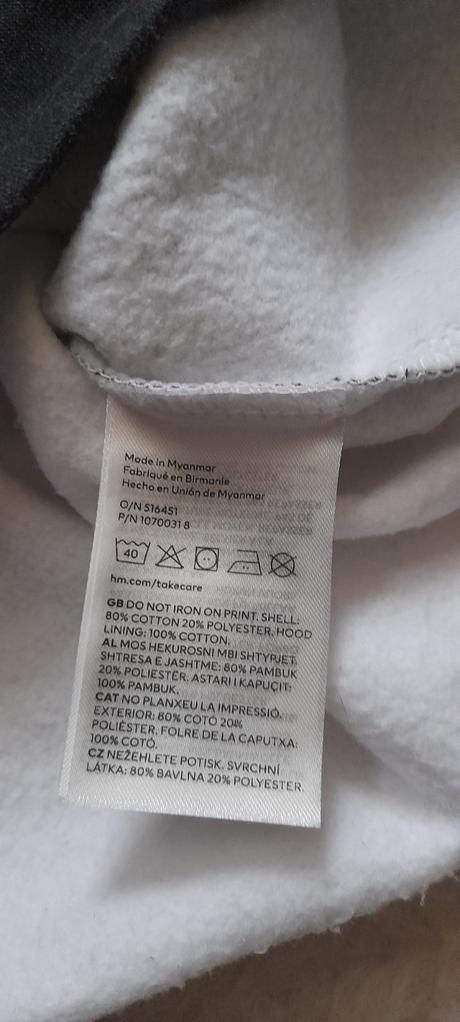 Made in Myanmar
Fabriqué en Birmanie
Hecho en Unión de Myanmar
O/N 516451
P/N 10700318
40
hm.com/takecare
GB DO NOT IRON ON PRINT. SHELL:
80% COTTON 20% POLYESTER. HOOD
LINING: 100% COTTON.
AL MOS HEKUROSNI MBI SHTYPJET.
SHTRESA E JASHTME: 80% PAMBUK
20% POLIESTËR. ASTARI I KAPUÇIT:
100% PAMBUK.
CAT NO PLANXEU LA IMPRESSIÓ.
EXTERIOR: 80% COTÓ 20%
POLIÈSTER. FOLRE DE LA CAPUTXA:
100% COTÓ.
CZ NEŽEHLETE POTISK. SVRCHNÍ
LÁTKA: 80% BAVLNA 20% POLYESTER.